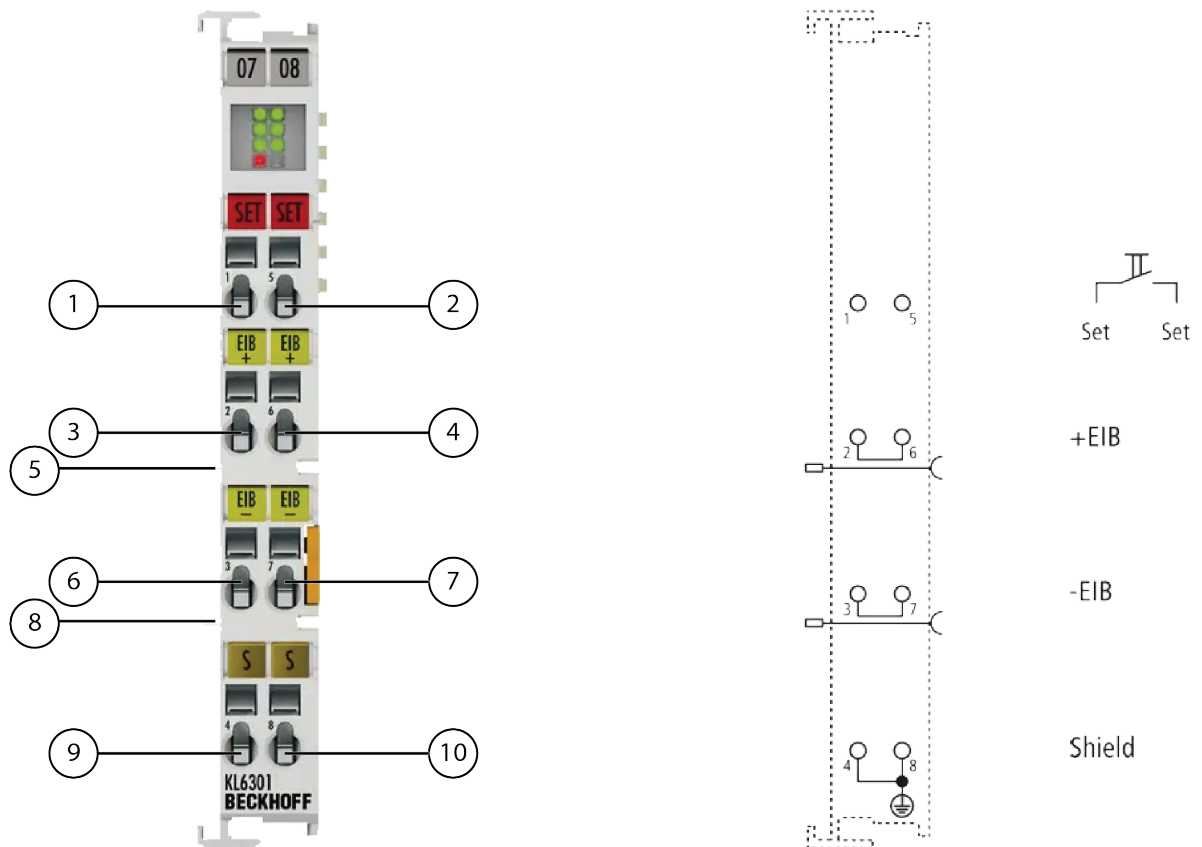 07 08
SET SET
1 5
1 2
1 5
Set Set
EIB + EIB +
2 6
3 4
+EIB
2 6
5
EIB - EIB -
3 7
6 7
-EIB
3 7
8
S S
4 8
9 10
Shield
4 8
KL6301
BECKHOFF